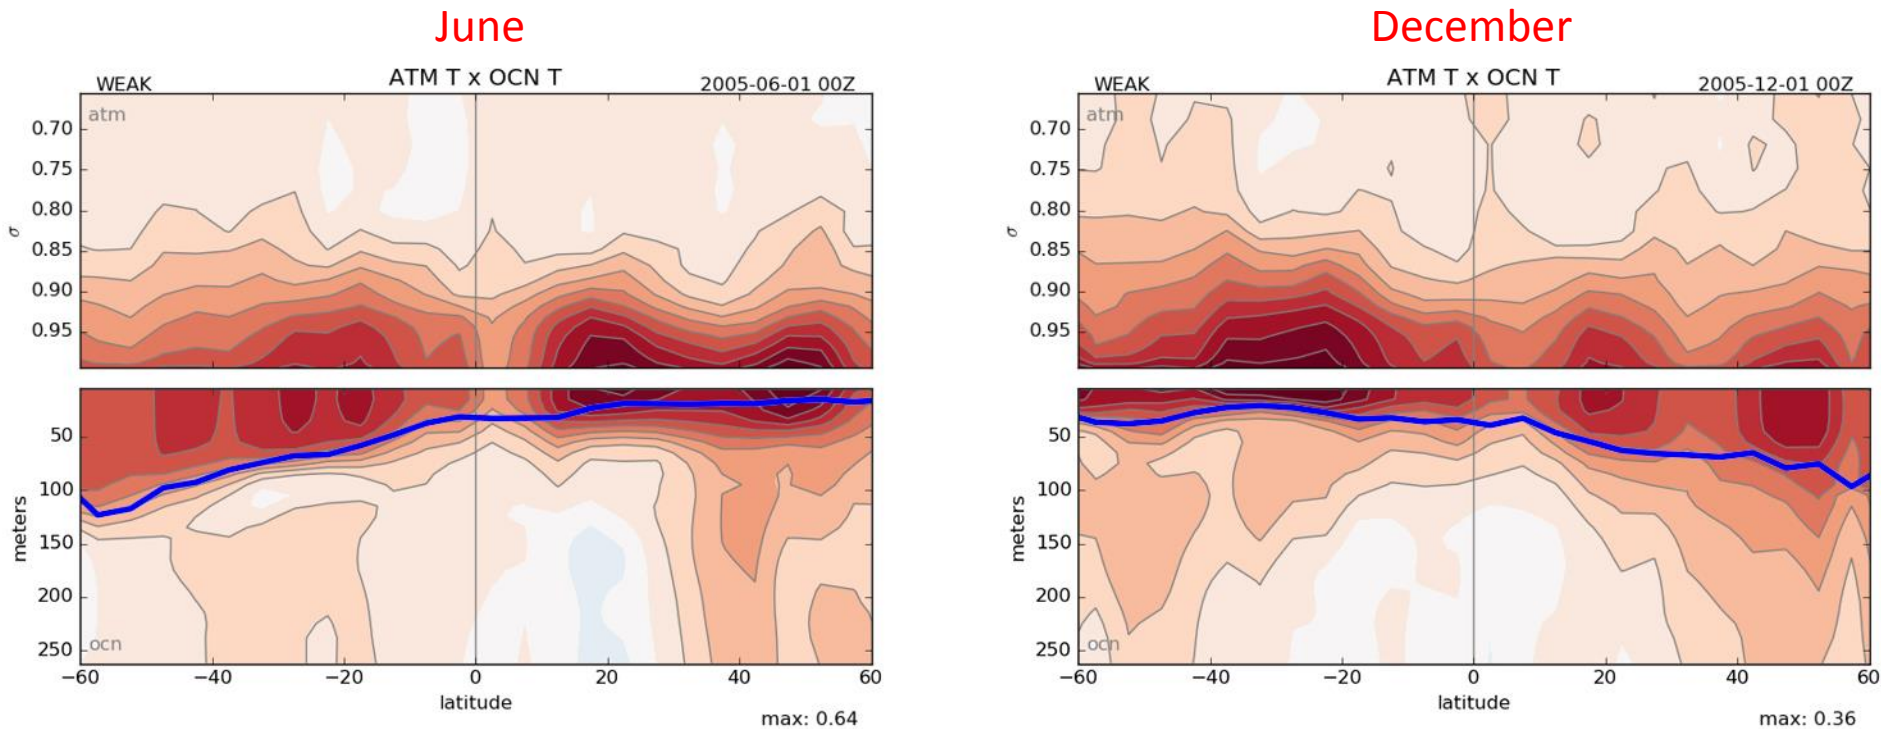 June
WEAK ATM T x OCN T 2005-06-01 00Z
atm
0.70
0.75
0.80
0.85
0.90
0.95
σ
50
100
150
200
250
meters
ocn
−60 −40 −20 0 20 40 60
latitude
max: 0.64
December
WEAK ATM T x OCN T 2005-12-01 00Z
atm
0.70
0.75
0.80
0.85
0.90
0.95
σ
50
100
150
200
250
meters
ocn
−60 −40 −20 0 20 40 60
latitude
max: 0.36